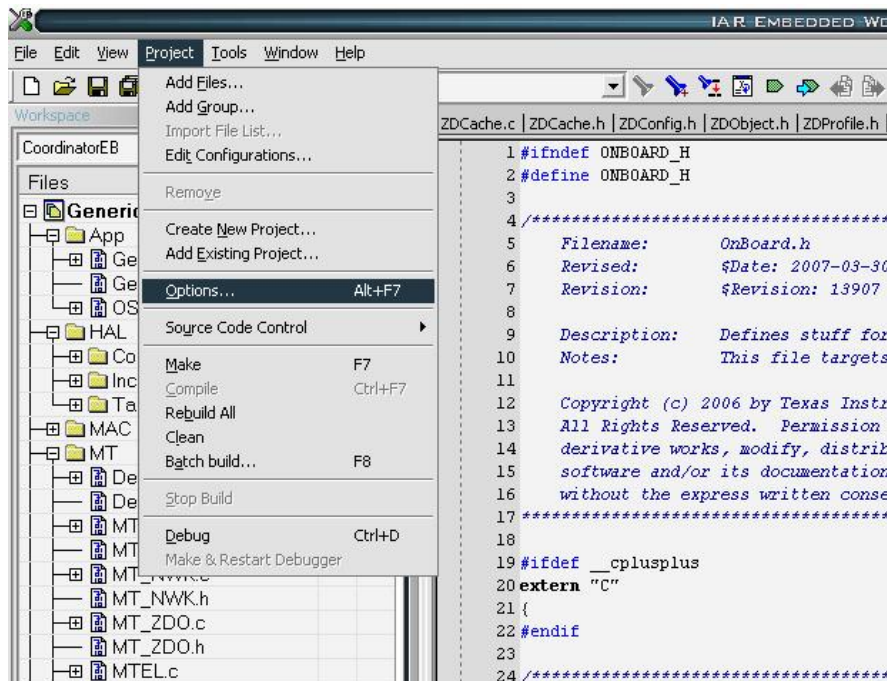 IAR EMBEDDED WO
File Edit View Project Tools Window Help
Workspace
CoordinatorEB
Files
Generic
App
Ge
Ge
OS
HAL
Co
Inc
Ta
MAC
MT
De
De
MT
MT
MT_NWK.c
MT_NWK.h
MT_ZDO.c
MT_ZDO.h
MTEL.c
Add Files...
Add Group...
Import File List...
Edit Configurations...
Remove
Create New Project...
Add Existing Project...
Options... Alt+F7
Source Code Control
Make F7
Compile Ctrl+F7
Rebuild All
Clean
Batch build... F8
Stop Build
Debug Ctrl+D
Make & Restart Debugger
ZDCache.c | ZDCache.h | ZDConfig.h | ZDObject.h | ZDProfile.h |
1 #ifndef ONBOARD_H
2 #define ONBOARD_H
3
4 /************************************
5 Filename: OnBoard.h
6 Revised: $Date: 2007-03-30
7 Revision: $Revision: 13907
8
9 Description: Defines stuff for
10 Notes: This file targets
11
12 Copyright (c) 2006 by Texas Instr
13 All Rights Reserved. Permission
14 derivative works, modify, distrib
15 software and/or its documentation
16 without the express written conse
17 *************************************
18
19 #ifdef __cplusplus
20 extern "C"
21 {
22 #endif
23
24 /************************************